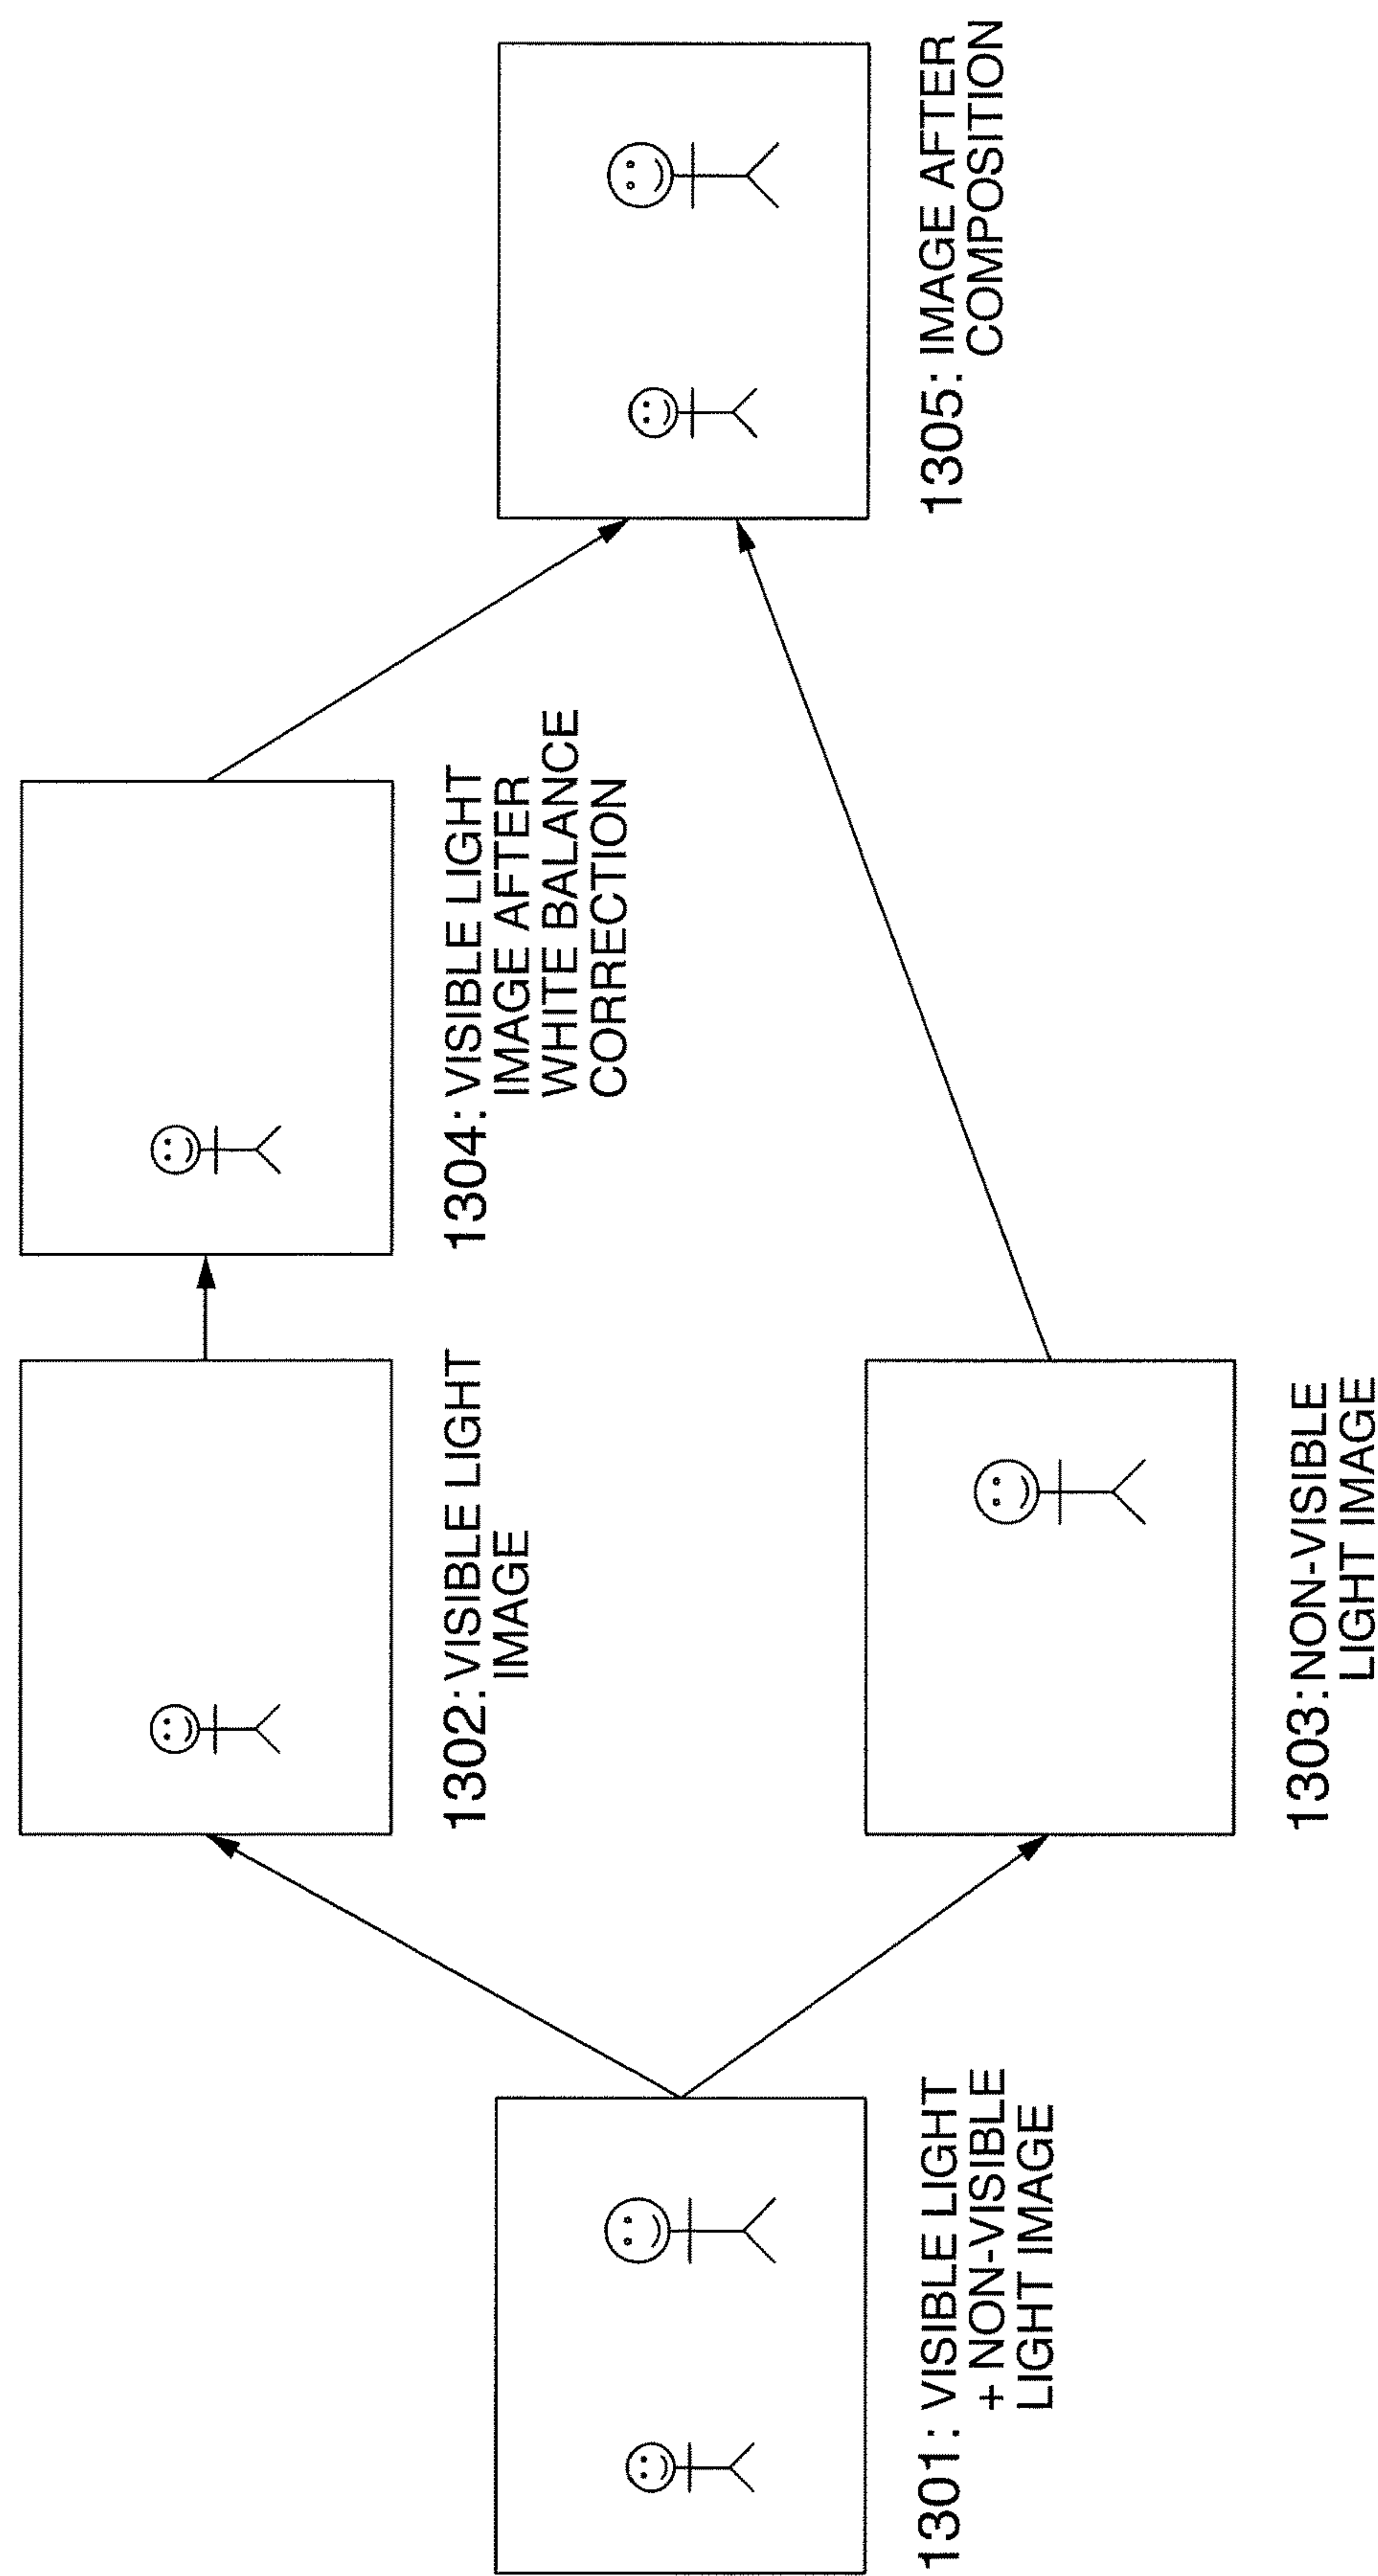 1301: VISIBLE LIGHT
+ NON-VISIBLE
LIGHT IMAGE
1302: VISIBLE LIGHT
IMAGE
1303: NON-VISIBLE
LIGHT IMAGE
1304: VISIBLE LIGHT
IMAGE AFTER
WHITE BALANCE
CORRECTION
1305: IMAGE AFTER
COMPOSITION